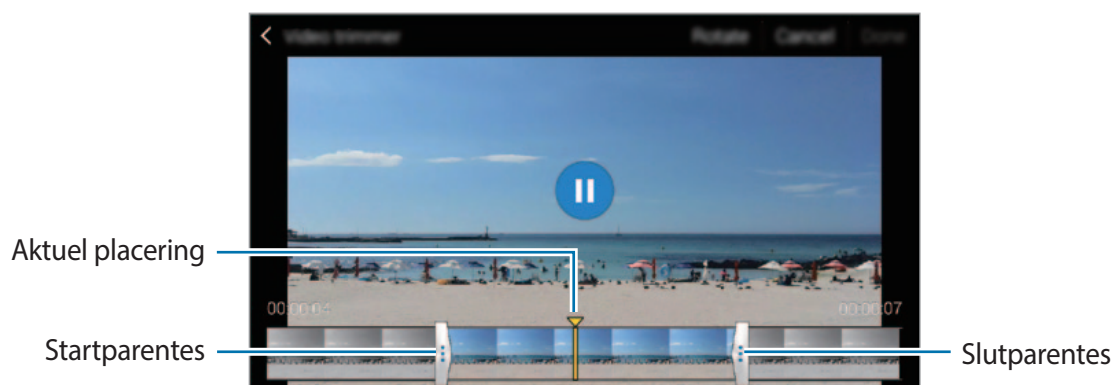 Video trimmer Rotate Cancel Done
Aktuel placering
00:00:04 00:00:07
Startparentes
Slutparentes